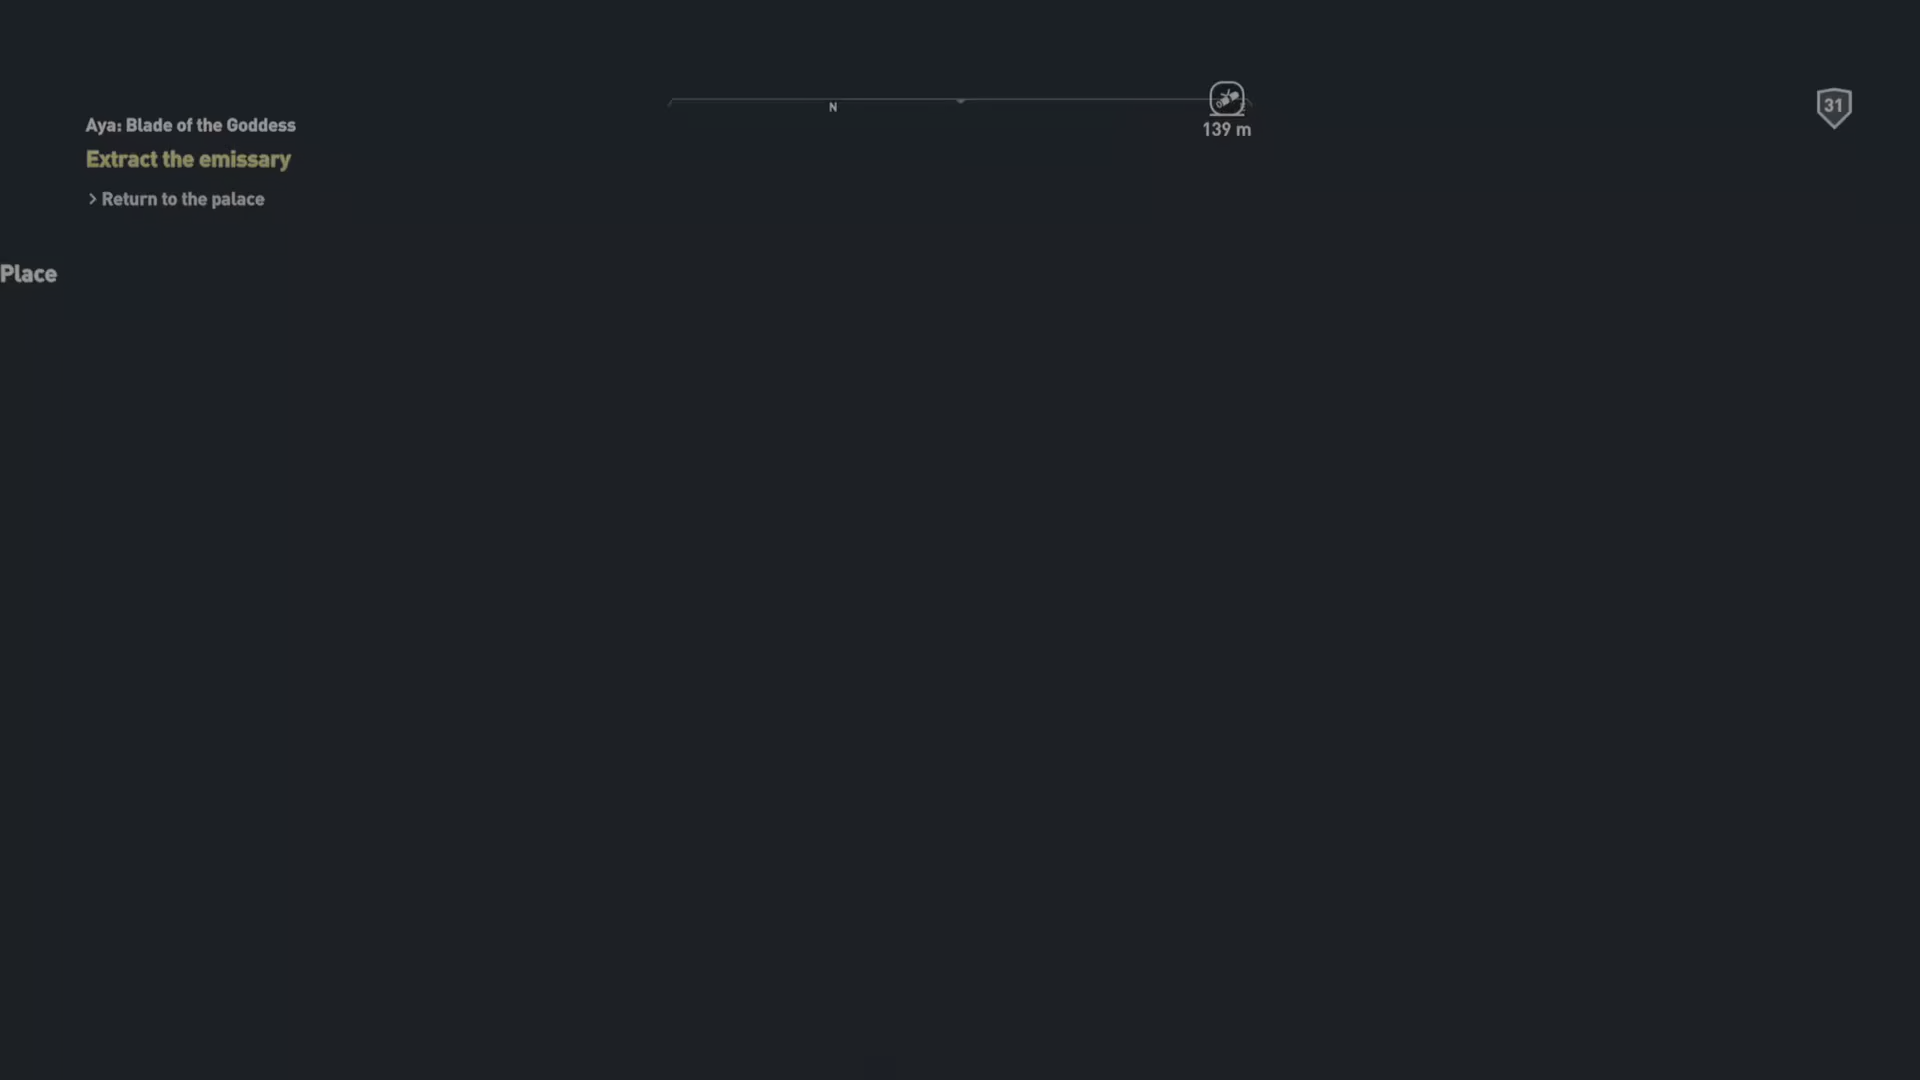 N
31
Aya: Blade of the Goddess
139 m
Extract the emissary
> Return to the palace
Place